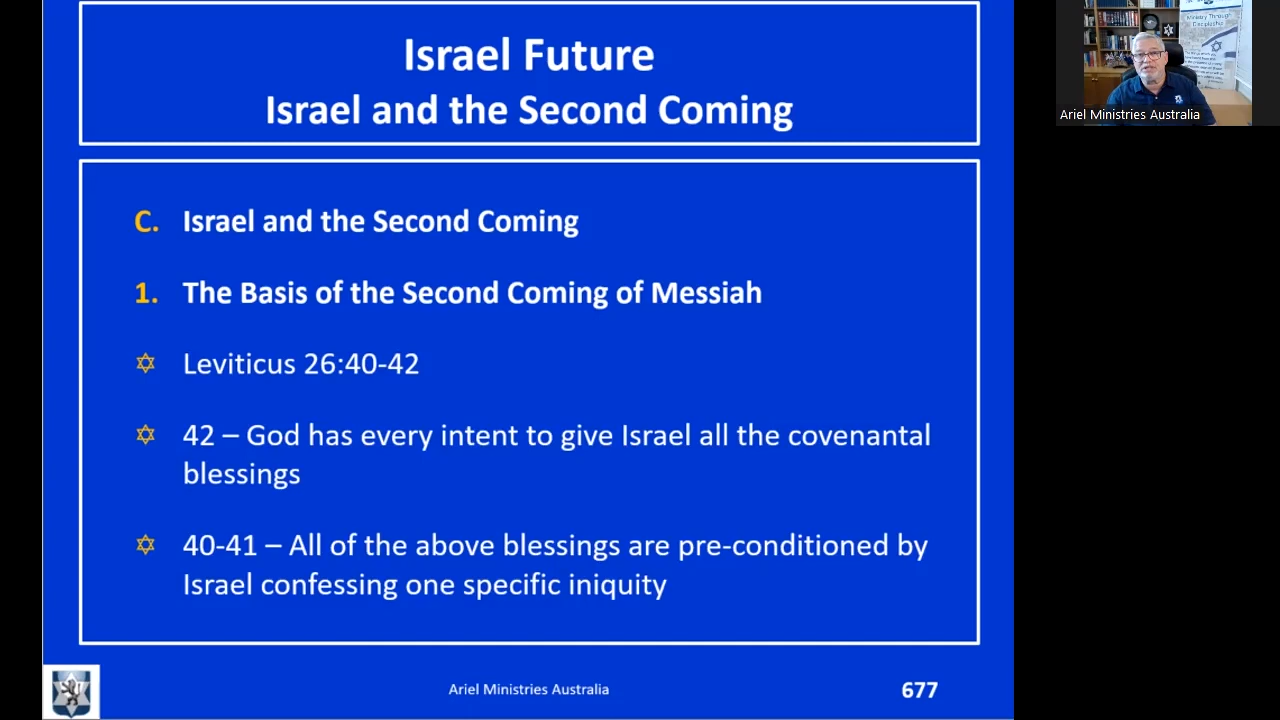 Israel Future
Israel and the Second Coming
C. Israel and the Second Coming
1. The Basis of the Second Coming of Messiah
Leviticus 26:40-42
42 – God has every intent to give Israel all the covenantal
blessings
40-41 – All of the above blessings are pre-conditioned by
Israel confessing one specific iniquity
Ariel Ministries Australia
677
Ministry Through
Discipleship
Ariel Ministries Australia